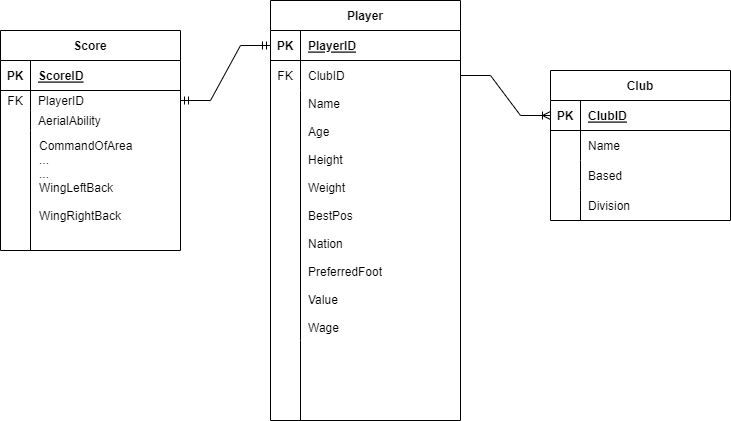 Score
PK ScoreID
FK PlayerID
AerialAbility
CommandOfArea
...
...
WingLeftBack
WingRightBack
Player
PK PlayerID
FK ClubID
Name
Age
Height
Weight
BestPos
Nation
PreferredFoot
Value
Wage
Club
PK ClubID
Name
Based
Division